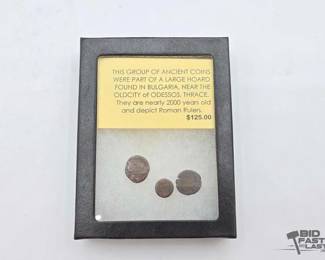 THIS GROUP OF ANCIENT COINS
WERE PART OF A LARGE HOARD
FOUND IN BULGARIA, NEAR THE
OLDCITY of ODESSOS, THRACE.
They are nearly 2000 years old
and depict Roman Rulers.
$125.00
BID
FAST
AND
LAST